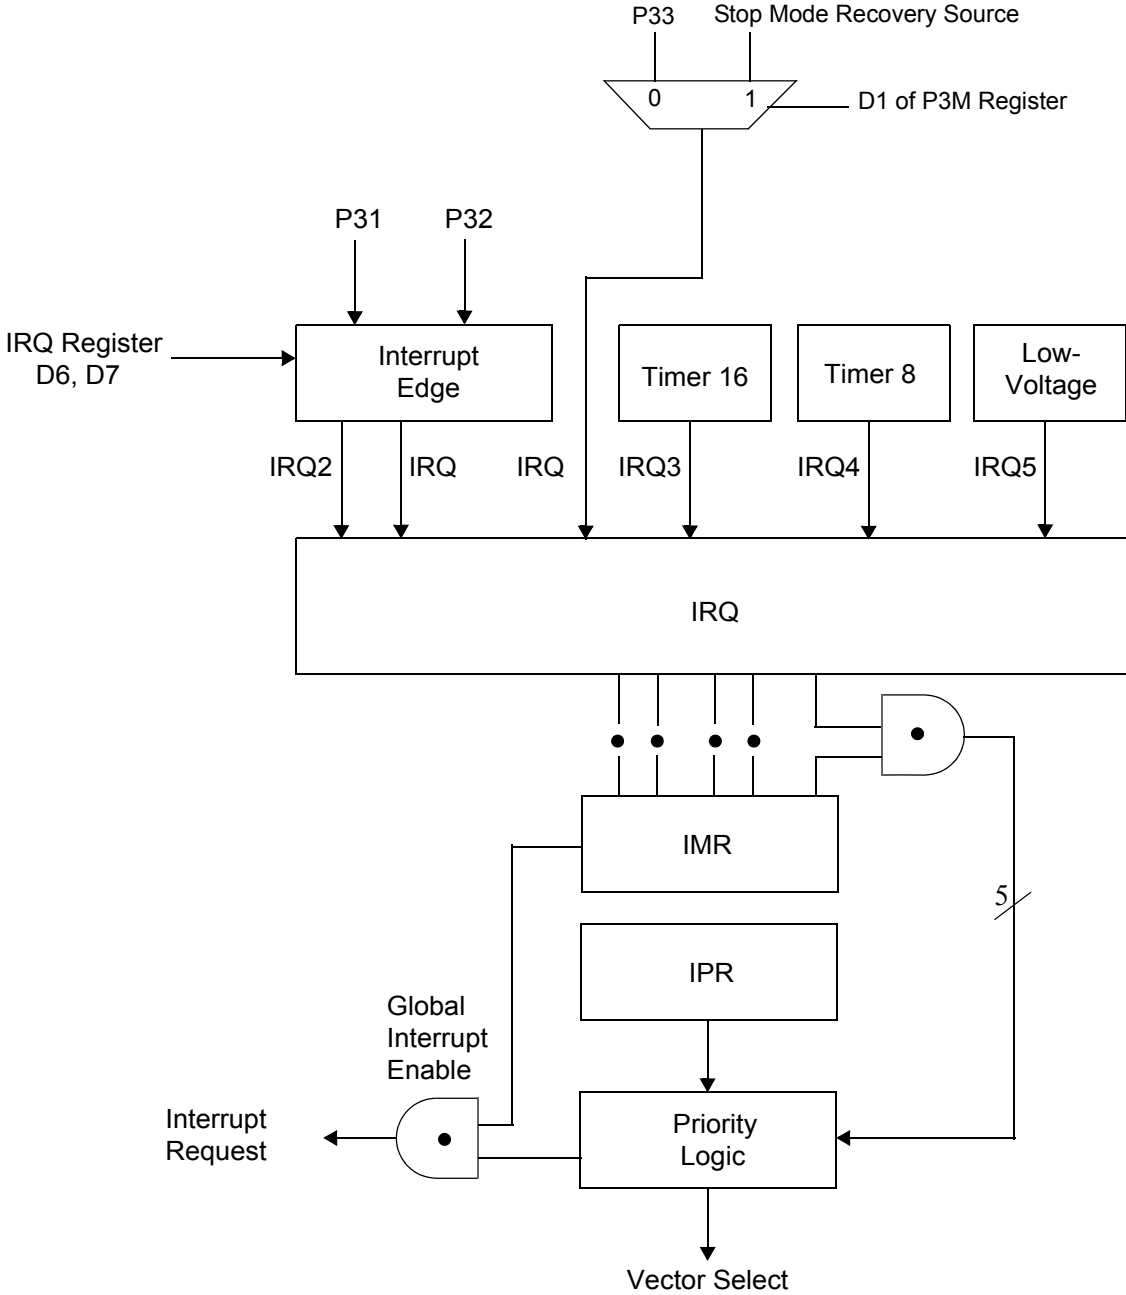 P33
Stop Mode Recovery Source
0
1
D1 of P3M Register
P31
P32
IRQ Register
D6, D7
Interrupt
Edge
Timer 16
Timer 8
Low-
Voltage
IRQ2
IRQ
IRQ
IRQ3
IRQ4
IRQ5
IRQ
IMR
5
IPR
Global
Interrupt
Enable
Interrupt
Request
Priority
Logic
Vector Select